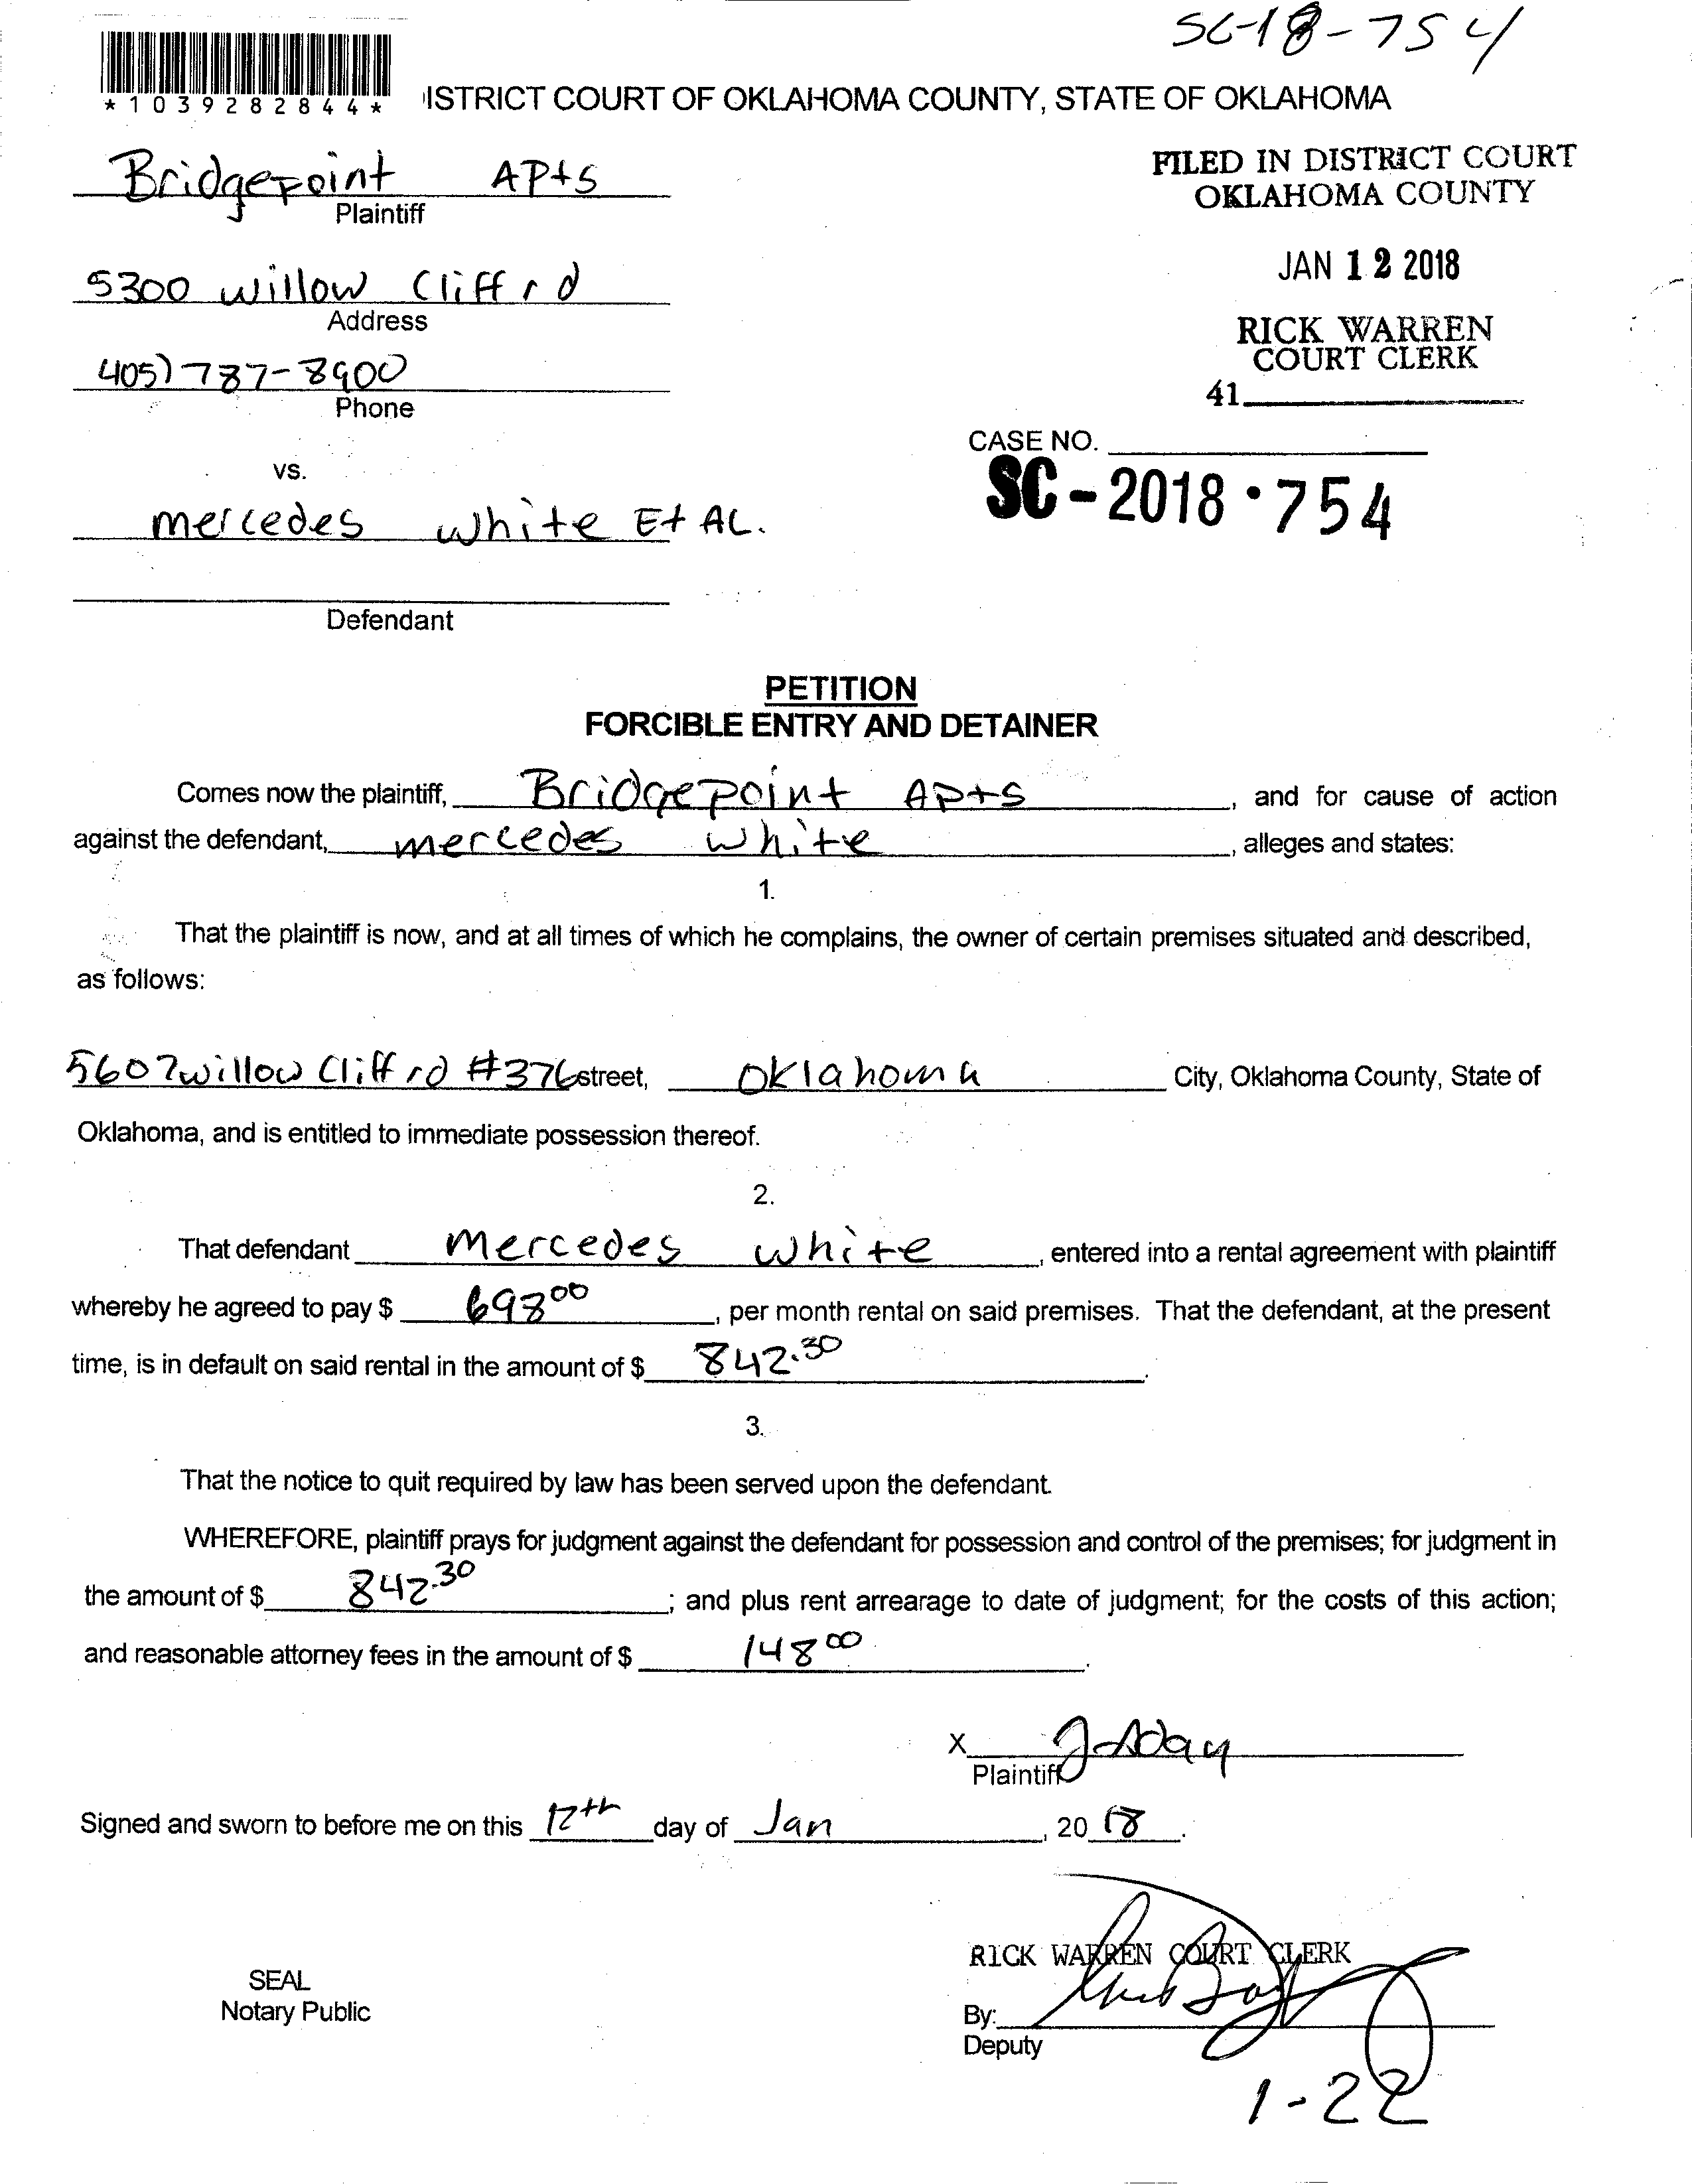 SC-18-754
*1039282844*
ISTRICT COURT OF OKLAHOMA COUNTY, STATE OF OKLAHOMA
Bridgepoint APts
Plaintiff
FILED IN DISTRICT COURT
OKLAHOMA COUNTY
JAN 12 2018
5300 willow Cliff rd
Address
RICK WARREN
COURT CLERK
405) 787-8900
Phone
41
CASE NO.
SC-2018-754
vs.
mercedes white Et AL.
Defendant
PETITION
FORCIBLE ENTRY AND DETAINER
Comes now the plaintiff, Bridgepoint APts, and for cause of action
against the defendant, mercedes white, alleges and states:
1.
That the plaintiff is now, and at all times of which he complains, the owner of certain premises situated and described,
as follows:
5607 willow Cliff rd #376 street, oklahoma City, Oklahoma County, State of
Oklahoma, and is entitled to immediate possession thereof.
2.
That defendant Mercedes white, entered into a rental agreement with plaintiff
whereby he agreed to pay $ 698 00, per month rental on said premises. That the defendant, at the present
time, is in default on said rental in the amount of $ 842.30.
3.
That the notice to quit required by law has been served upon the defendant.
WHEREFORE, plaintiff prays for judgment against the defendant for possession and control of the premises; for judgment in
the amount of $ 842.30; and plus rent arrearage to date of judgment; for the costs of this action;
and reasonable attorney fees in the amount of $ 148 00.
X
Plaintiff
Signed and sworn to before me on this 12th day of Jan, 20 18.
RICK WARREN COURT CLERK
SEAL
Notary Public
By:
Deputy
1-22